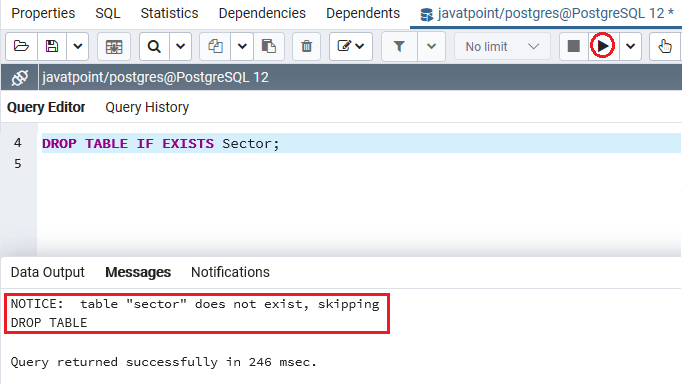 Properties SQL Statistics Dependencies Dependents javatpoint/postgres@PostgreSQL 12 *
No limit
javatpoint/postgres@PostgreSQL 12
Query Editor Query History
4 DROP TABLE IF EXISTS Sector;
5
Data Output Messages Notifications
NOTICE:  table "sector" does not exist, skipping
DROP TABLE
Query returned successfully in 246 msec.